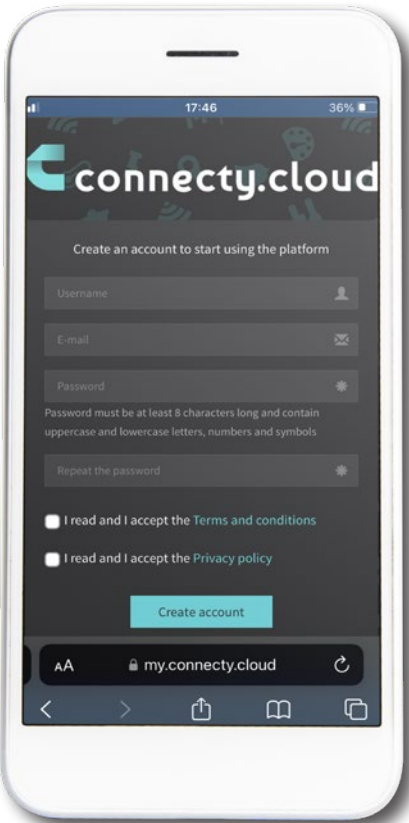 17:46
36%
connecty.cloud
Create an account to start using the platform
Username
E-mail
Password
Password must be at least 8 characters long and contain
uppercase and lowercase letters, numbers and symbols
Repeat the password
I read and I accept the Terms and conditions
I read and I accept the Privacy policy
Create account
AA my.connecty.cloud